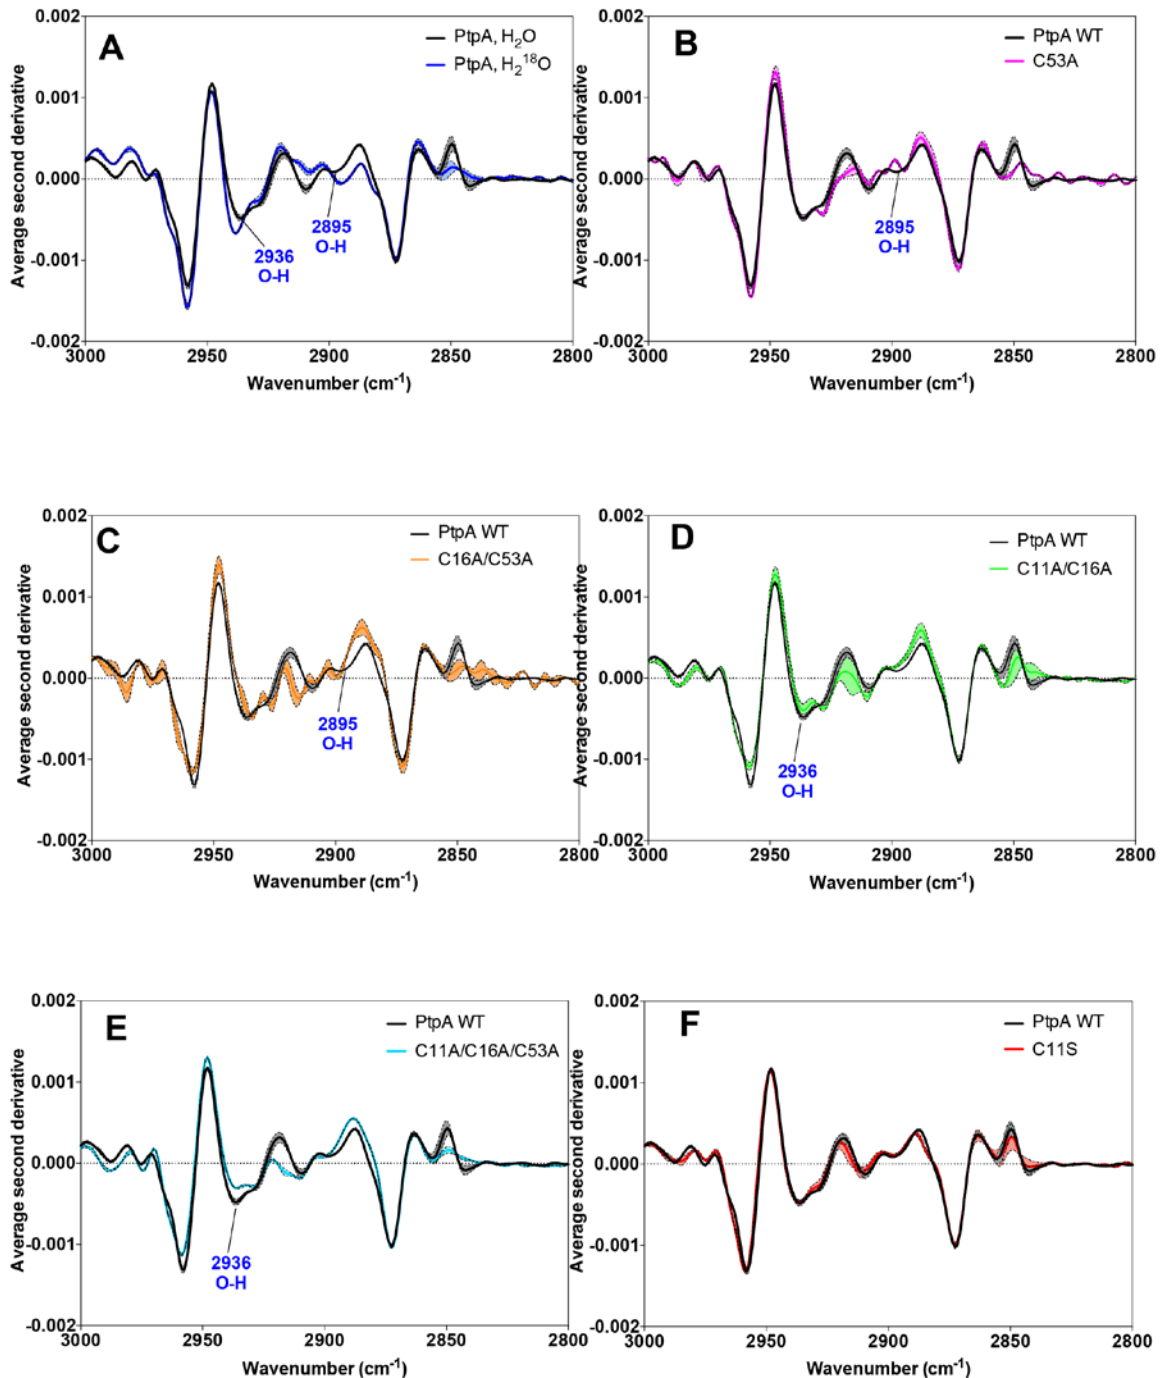 A
PtpA, H₂O
PtpA, H₂¹⁸O
Average second derivative
0.002
0.001
0.000
-0.001
-0.002
2936
O-H
2895
O-H
3000 2950 2900 2850 2800
Wavenumber (cm⁻¹)
B
PtpA WT
C53A
Average second derivative
0.002
0.001
0.000
-0.001
-0.002
2895
O-H
3000 2950 2900 2850 2800
Wavenumber (cm⁻¹)
C
PtpA WT
C16A/C53A
Average second derivative
0.002
0.001
0.000
-0.001
-0.002
2895
O-H
3000 2950 2900 2850 2800
Wavenumber (cm⁻¹)
D
PtpA WT
C11A/C16A
Average second derivative
0.002
0.001
0.000
-0.001
-0.002
2936
O-H
3000 2950 2900 2850 2800
Wavenumber (cm⁻¹)
E
PtpA WT
C11A/C16A/C53A
Average second derivative
0.002
0.001
0.000
-0.001
-0.002
2936
O-H
3000 2950 2900 2850 2800
Wavenumber (cm⁻¹)
F
PtpA WT
C11S
Average second derivative
0.002
0.001
0.000
-0.001
-0.002
3000 2950 2900 2850 2800
Wavenumber (cm⁻¹)